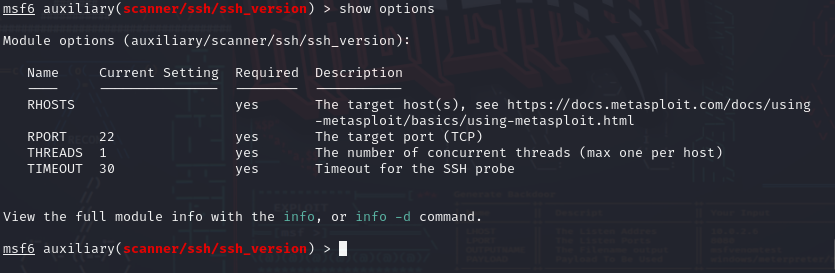 msf6 auxiliary(scanner/ssh/ssh_version) > show options
Module options (auxiliary/scanner/ssh/ssh_version):
Name Current Setting Required Description
RHOSTS yes The target host(s), see https://docs.metasploit.com/docs/using
-metasploit/basics/using-metasploit.html
RPORT 22 yes The target port (TCP)
THREADS 1 yes The number of concurrent threads (max one per host)
TIMEOUT 30 yes Timeout for the SSH probe
View the full module info with the info, or info -d command.
msf6 auxiliary(scanner/ssh/ssh_version) >